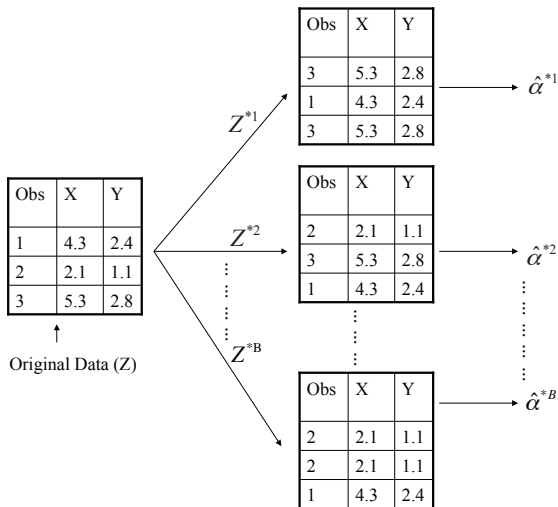 Obs X Y
3 5.3 2.8
1 4.3 2.4
3 5.3 2.8
α̂*1
Z*1
Obs X Y
1 4.3 2.4
2 2.1 1.1
3 5.3 2.8
Original Data (Z)
Z*2
Obs X Y
2 2.1 1.1
3 5.3 2.8
1 4.3 2.4
α̂*2
Z*B
Obs X Y
2 2.1 1.1
2 2.1 1.1
1 4.3 2.4
α̂*B